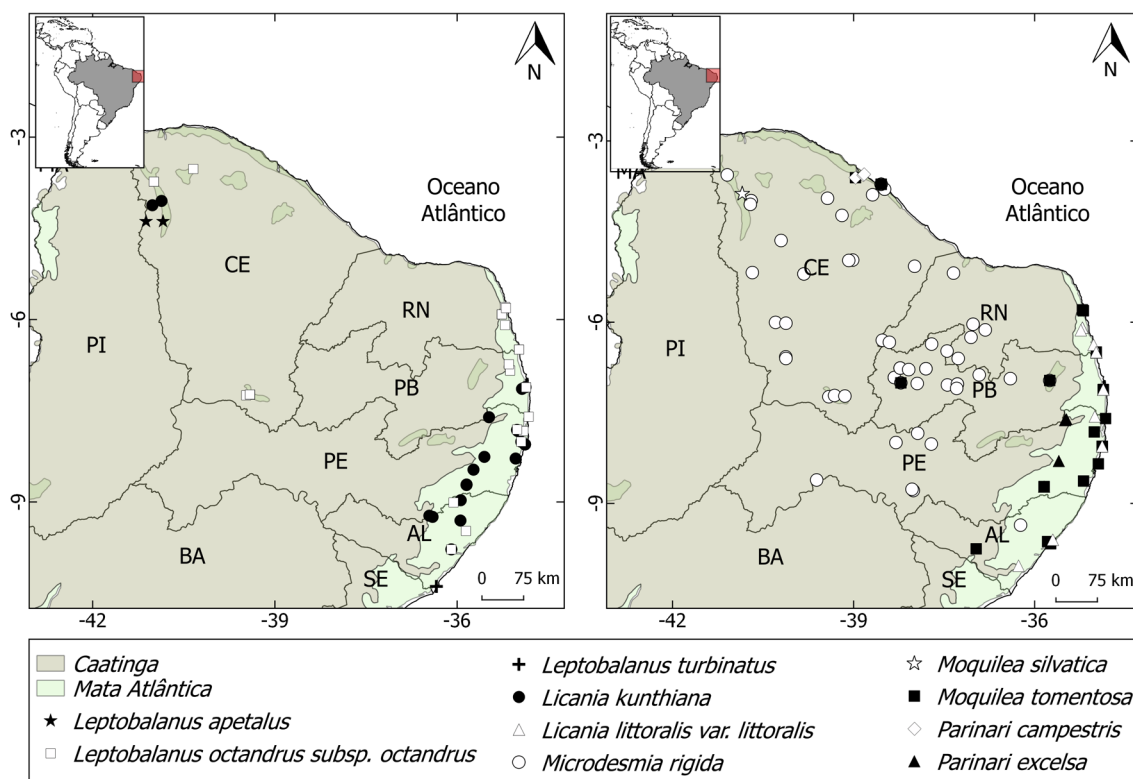 N
-3
-6
-9
-42
-39
-36
Oceano
Atlântico
CE
RN
PI
PB
PE
AL
BA
SE
0 75 km
N
-3
-6
-9
-42
-39
-36
MA
Oceano
Atlântico
CE
RN
PI
PB
PE
AL
BA
SE
0 75 km
Caatinga
Mata Atlântica
Leptobalanus apetalus
Leptobalanus octandrus subsp. octandrus
Leptobalanus turbinatus
Licania kunthiana
Licania littoralis var. littoralis
Microdesmia rigida
Moquilea silvatica
Moquilea tomentosa
Parinari campestris
Parinari excelsa